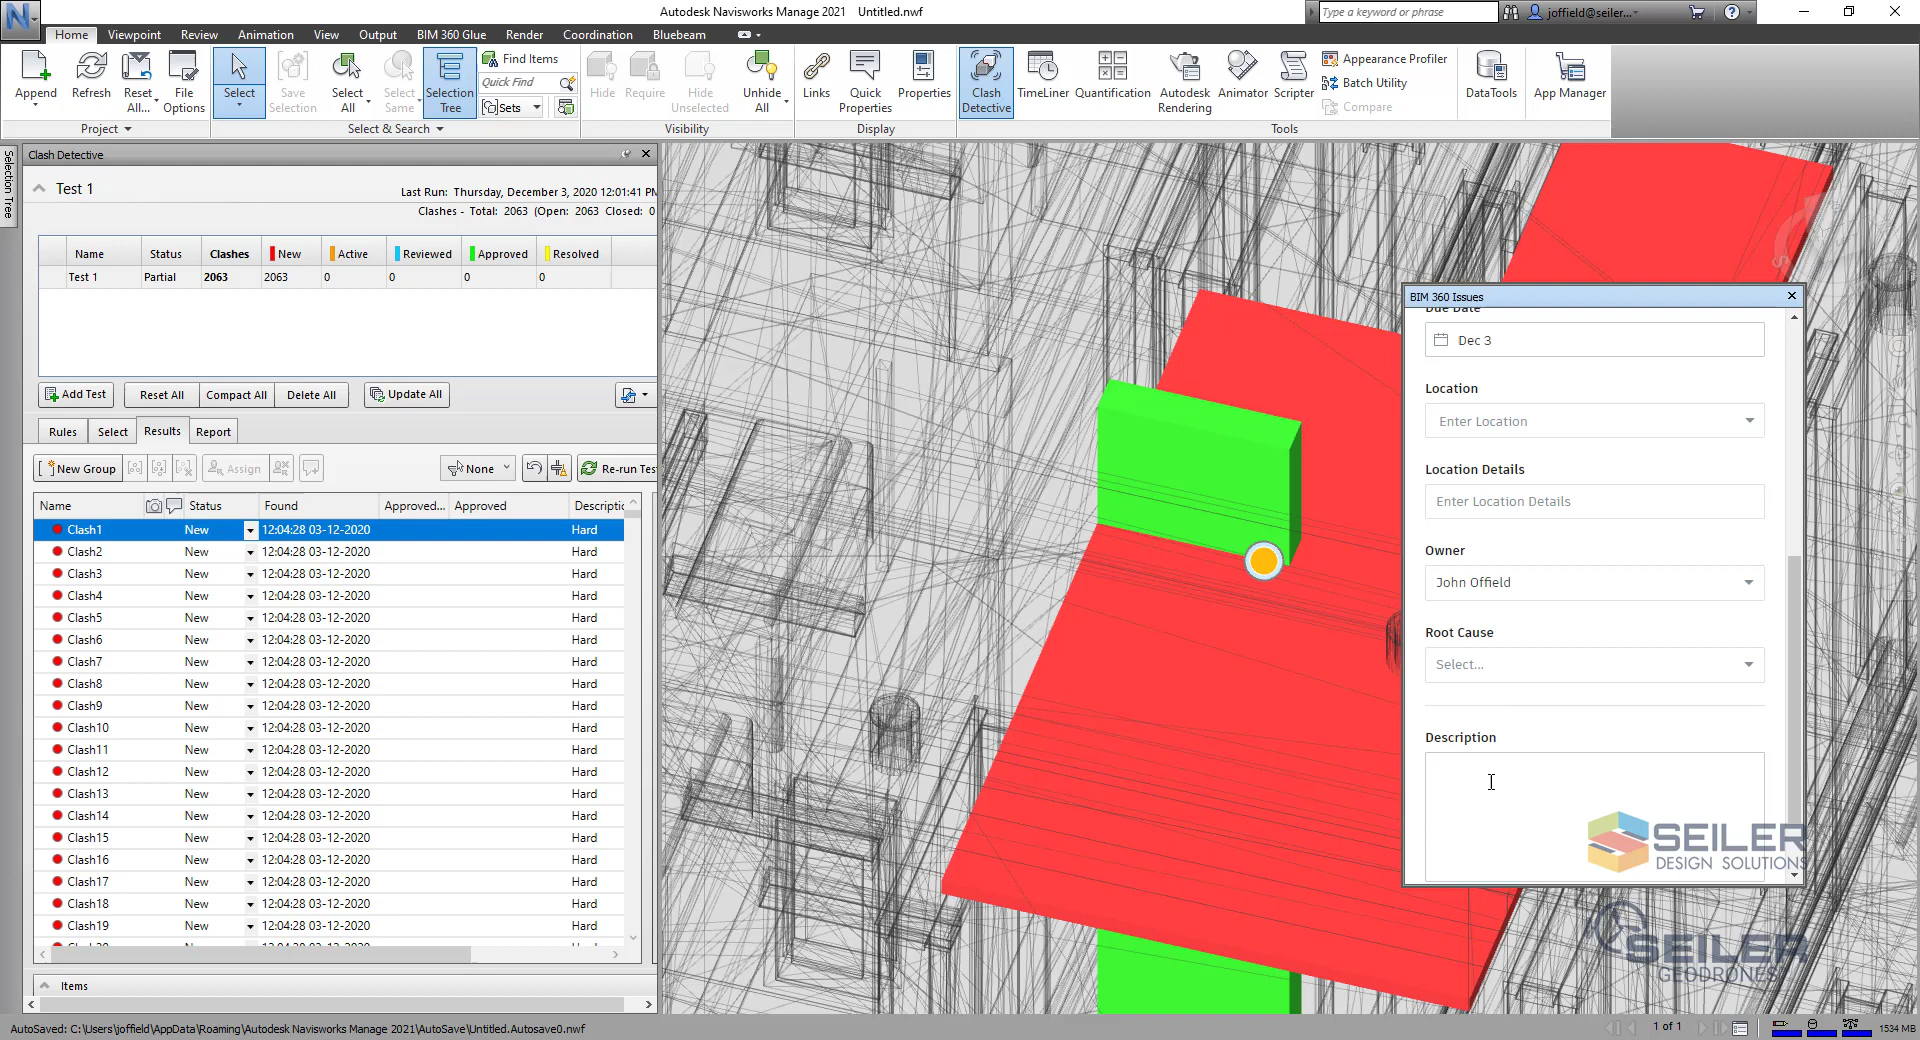 Autodesk Navisworks Manage 2021 Untitled.nwf
Type a keyword or phrase
joffield@seiler...
Home Viewpoint Review Animation View Output BIM 360 Glue Render Coordination Bluebeam
Append
Refresh
Reset All...
File Options
Project
Select
Save Selection
Select All
Select Same
Selection Tree
Find Items
Quick Find
Sets
Select & Search
Hide
Require
Hide Unselected
Unhide All
Visibility
Links
Quick Properties
Properties
Display
Clash Detective
TimeLiner
Quantification
Autodesk Rendering
Animator
Scripter
Appearance Profiler
Batch Utility
Compare
Tools
DataTools
App Manager
Selection Tree
Clash Detective
Test 1
Last Run: Thursday, December 3, 2020 12:01:41 PM
Clashes - Total: 2063 (Open: 2063 Closed: 0
Name Status Clashes New Active Reviewed Approved Resolved
Test 1 Partial 2063 2063 0 0 0 0
Add Test Reset All Compact All Delete All Update All
Rules Select Results Report
New Group Assign None Re-run Test
Name Status Found Approved... Approved Descriptio
Clash1 New 12:04:28 03-12-2020 Hard
Clash2 New 12:04:28 03-12-2020 Hard
Clash3 New 12:04:28 03-12-2020 Hard
Clash4 New 12:04:28 03-12-2020 Hard
Clash5 New 12:04:28 03-12-2020 Hard
Clash6 New 12:04:28 03-12-2020 Hard
Clash7 New 12:04:28 03-12-2020 Hard
Clash8 New 12:04:28 03-12-2020 Hard
Clash9 New 12:04:28 03-12-2020 Hard
Clash10 New 12:04:28 03-12-2020 Hard
Clash11 New 12:04:28 03-12-2020 Hard
Clash12 New 12:04:28 03-12-2020 Hard
Clash13 New 12:04:28 03-12-2020 Hard
Clash14 New 12:04:28 03-12-2020 Hard
Clash15 New 12:04:28 03-12-2020 Hard
Clash16 New 12:04:28 03-12-2020 Hard
Clash17 New 12:04:28 03-12-2020 Hard
Clash18 New 12:04:28 03-12-2020 Hard
Clash19 New 12:04:28 03-12-2020 Hard
Items
BIM 360 Issues
Due Date
Dec 3
Location
Enter Location
Location Details
Enter Location Details
Owner
John Offield
Root Cause
Select...
Description
SEILER
DESIGN SOLUTIONS
SEILER
GEODRONES
AutoSaved: C:\Users\joffield\AppData\Roaming\Autodesk Navisworks Manage 2021\AutoSave\Untitled.Autosave0.nwf
1 of 1
1534 MB